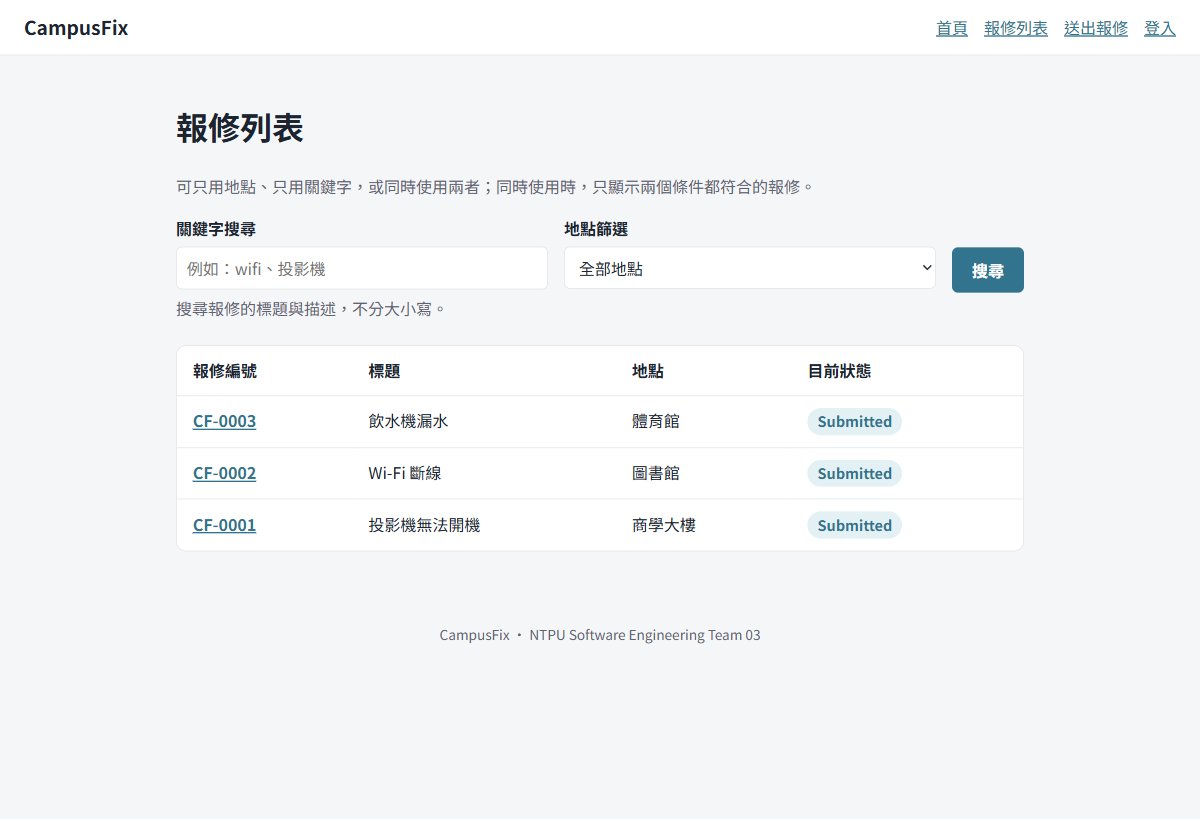 CampusFix 首頁 報修列表 送出報修 登入
報修列表
可只用地點、只用關鍵字，或同時使用兩者；同時使用時，只顯示兩個條件都符合的報修。
關鍵字搜尋 地點篩選
例如：wifi、投影機 全部地點 搜尋
搜尋報修的標題與描述，不分大小寫。
報修編號 標題 地點 目前狀態
CF-0003 飲水機漏水 體育館 Submitted
CF-0002 Wi-Fi 斷線 圖書館 Submitted
CF-0001 投影機無法開機 商學大樓 Submitted
CampusFix · NTPU Software Engineering Team 03